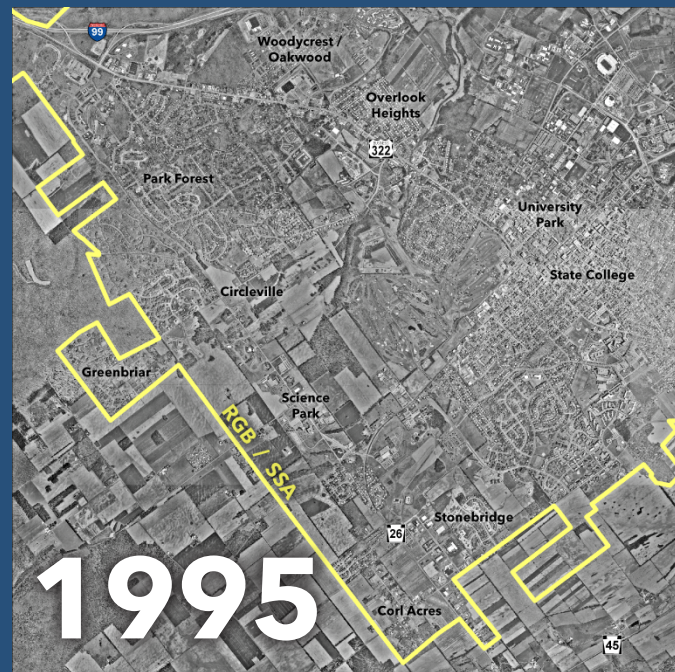 99
Woodycrest /
Oakwood
Overlook
Heights
322
Park Forest
University
Park
State College
Circleville
Greenbriar
Science
Park
RGB / SSA
Stonebridge
26
1995
Corl Acres
45